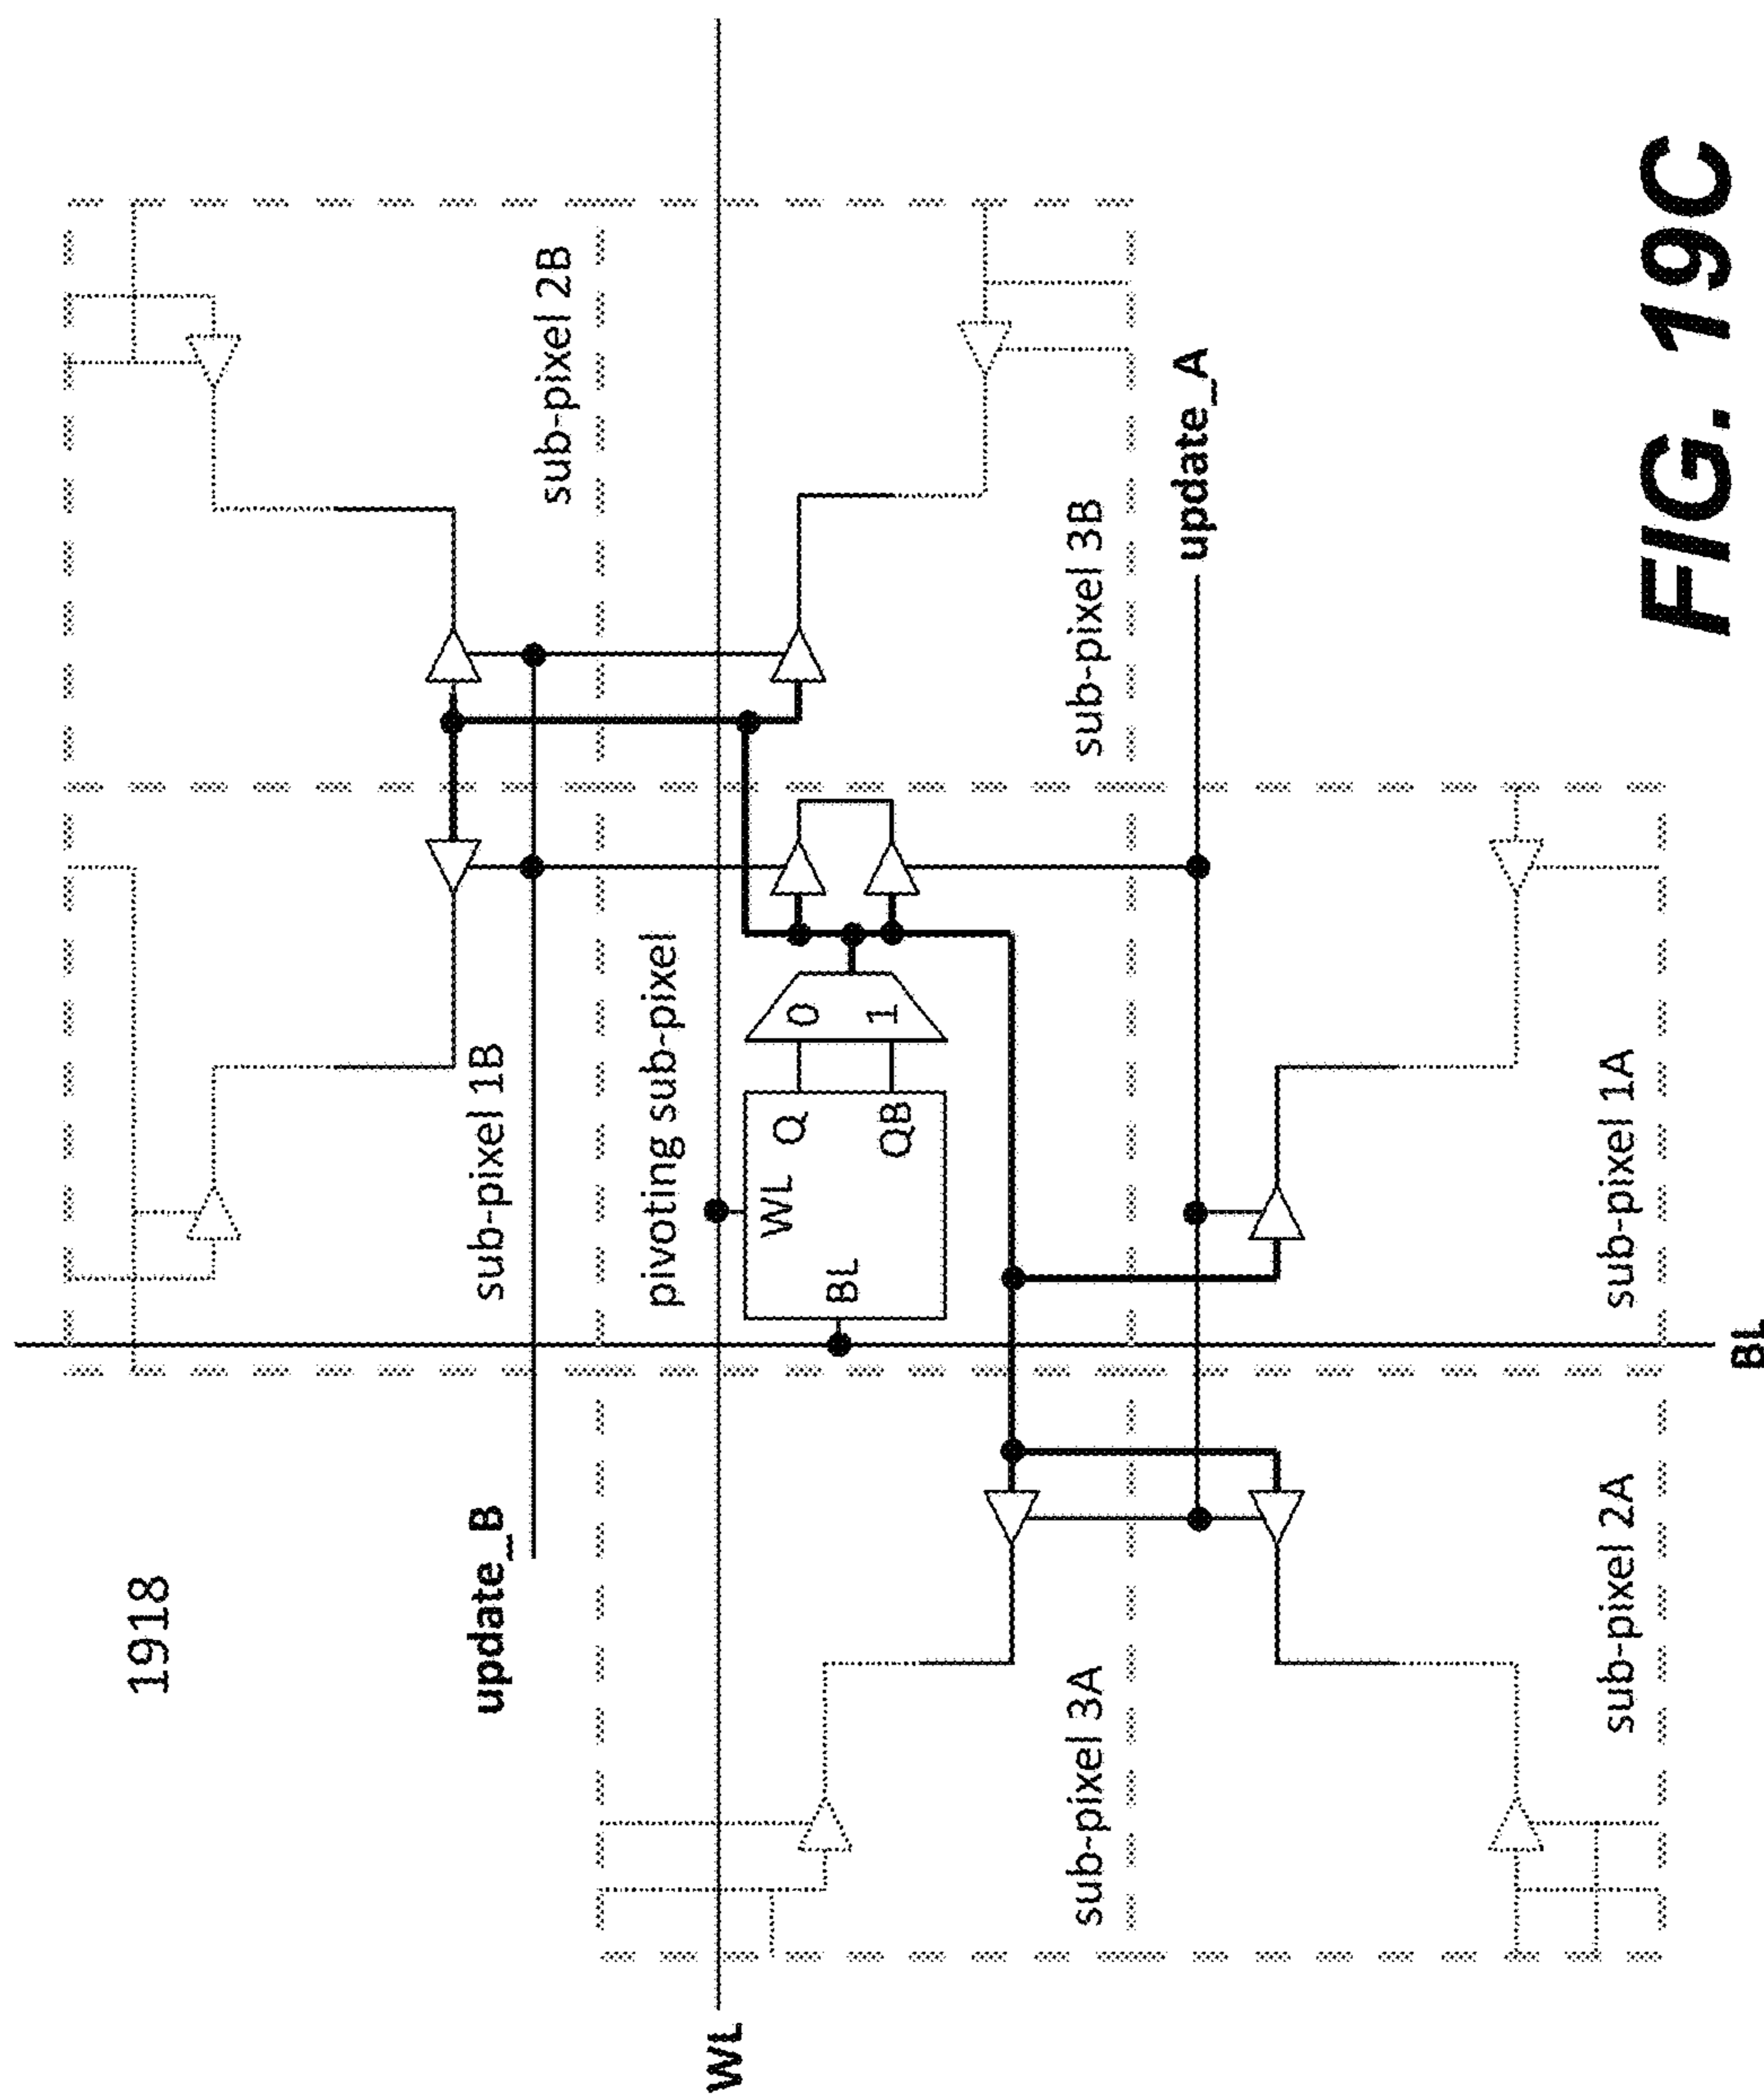 1918
update_B
sub-pixel 1B
sub-pixel 2B
WL
pivoting sub-pixel
WL
Q
0
BL
QB
1
sub-pixel 3A
sub-pixel 3B
update_A
sub-pixel 2A
sub-pixel 1A
BL
FIG. 19C